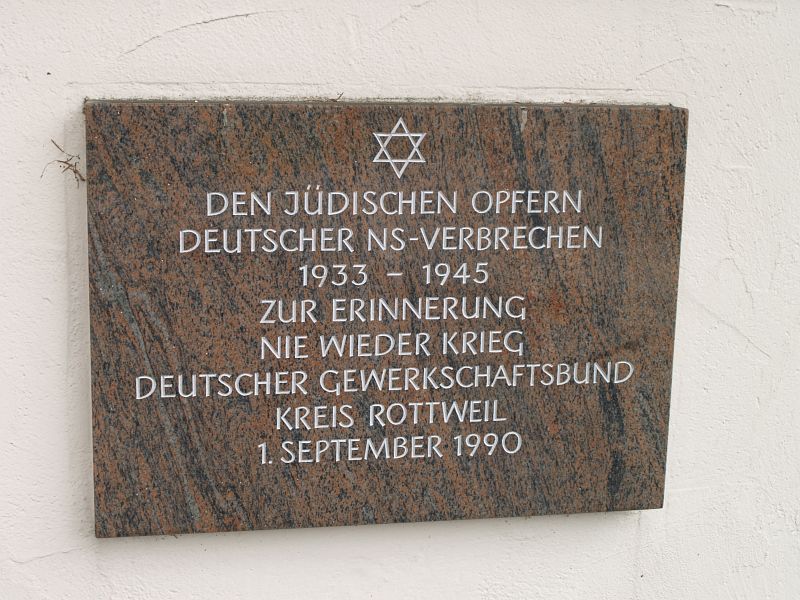 DEN JÜDISCHEN OPFERN
DEUTSCHER NS-VERBRECHEN
1933 – 1945
ZUR ERINNERUNG
NIE WIEDER KRIEG
DEUTSCHER GEWERKSCHAFTSBUND
KREIS ROTTWEIL
1. SEPTEMBER 1990